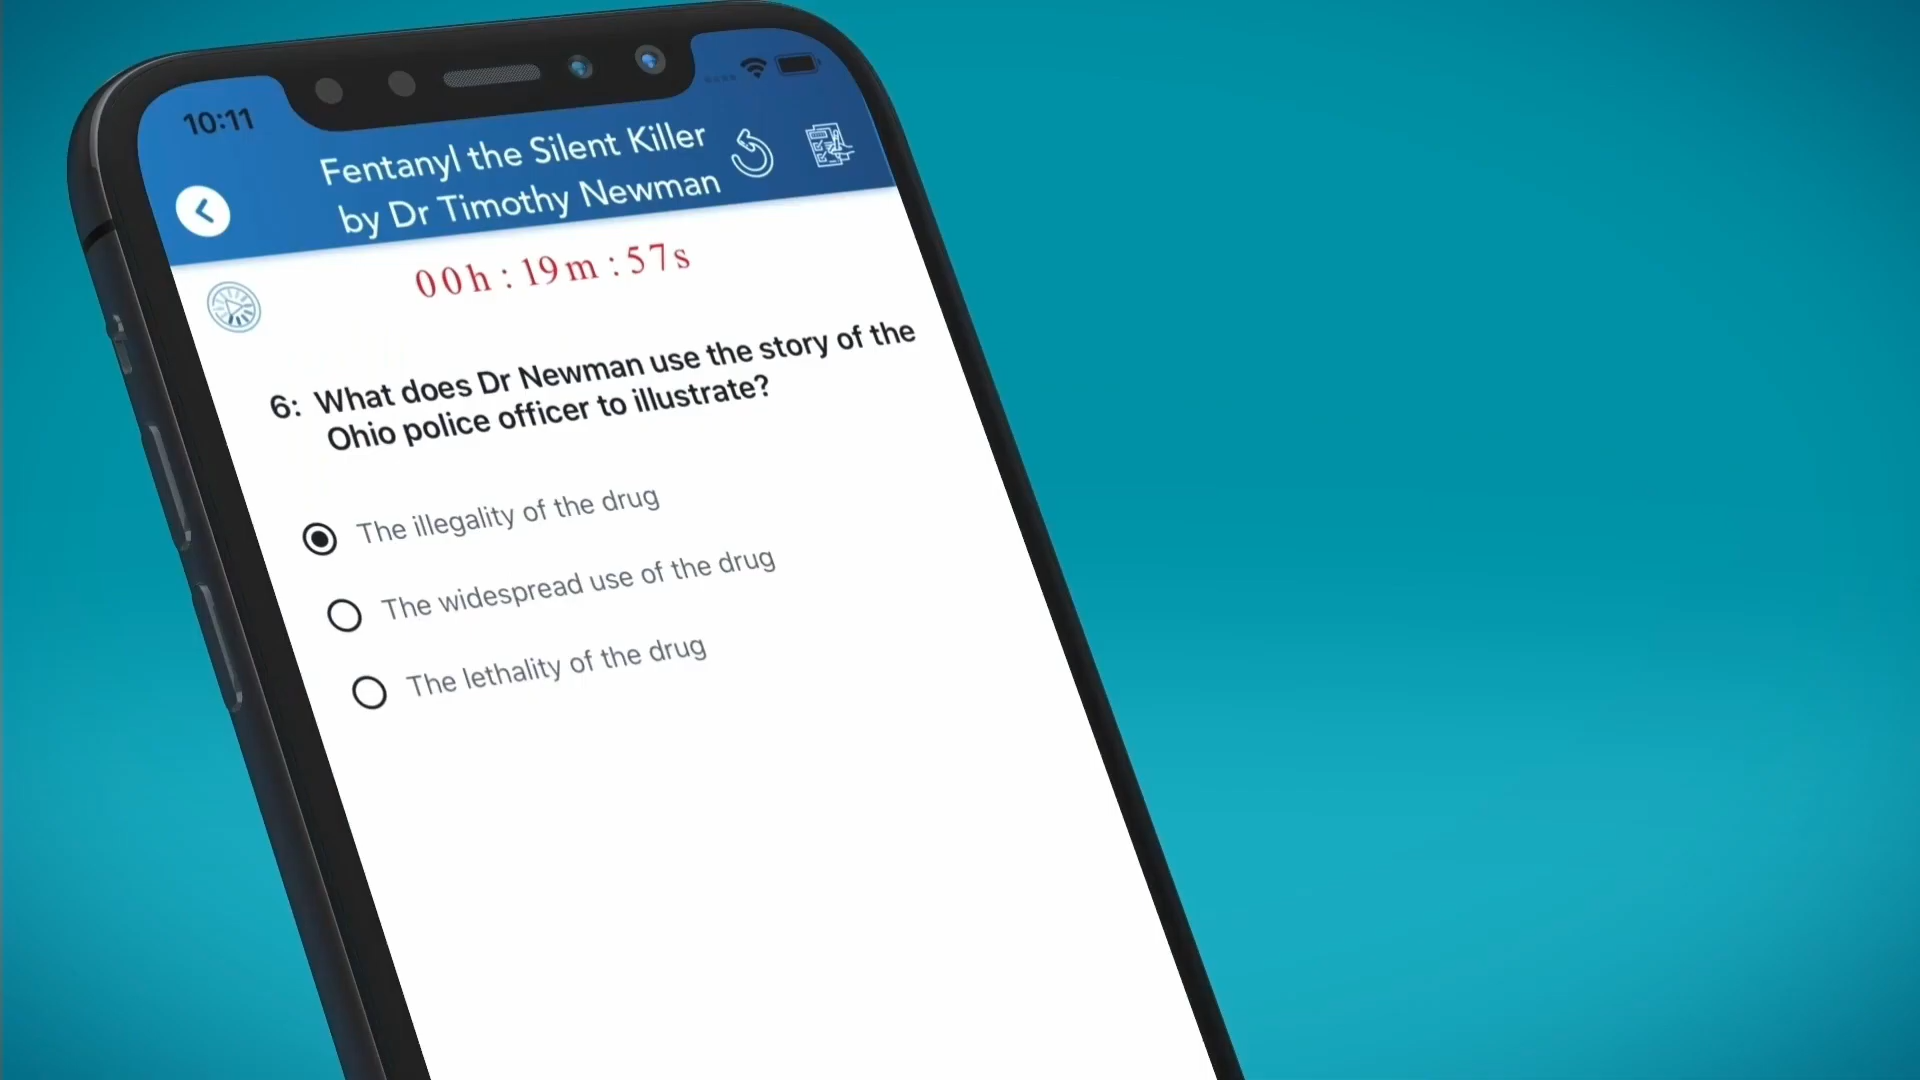 10:11
Fentanyl the Silent Killer
by Dr Timothy Newman
00h : 19m : 57s
6: What does Dr Newman use the story of the
Ohio police officer to illustrate?
The illegality of the drug
The widespread use of the drug
The lethality of the drug